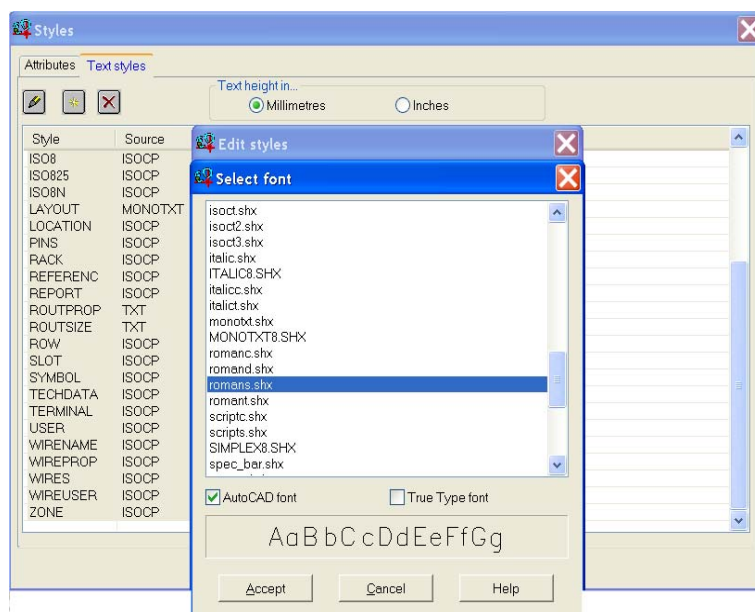 Styles
Attributes Text styles
Text height in...
Millimetres Inches
Style Source
ISO8 ISOCP
ISO825 ISOCP
ISO8N ISOCP
LAYOUT MONOTXT
LOCATION ISOCP
PINS ISOCP
RACK ISOCP
REFERENC ISOCP
REPORT ISOCP
ROUTPROP TXT
ROUTSIZE TXT
ROW ISOCP
SLOT ISOCP
SYMBOL ISOCP
TECHDATA ISOCP
TERMINAL ISOCP
USER ISOCP
WIRENAME ISOCP
WIREPROP ISOCP
WIRES ISOCP
WIREUSER ISOCP
ZONE ISOCP
Edit styles
Select font
isoct.shx
isoct2.shx
isoct3.shx
italic.shx
ITALIC8.SHX
italicc.shx
italict.shx
monotxt.shx
MONOTXT8.SHX
romanc.shx
romand.shx
romans.shx
romant.shx
scriptc.shx
scripts.shx
SIMPLEX8.SHX
spec_bar.shx
AutoCAD font True Type font
AaBbCcDdEeFfGg
Accept Cancel Help